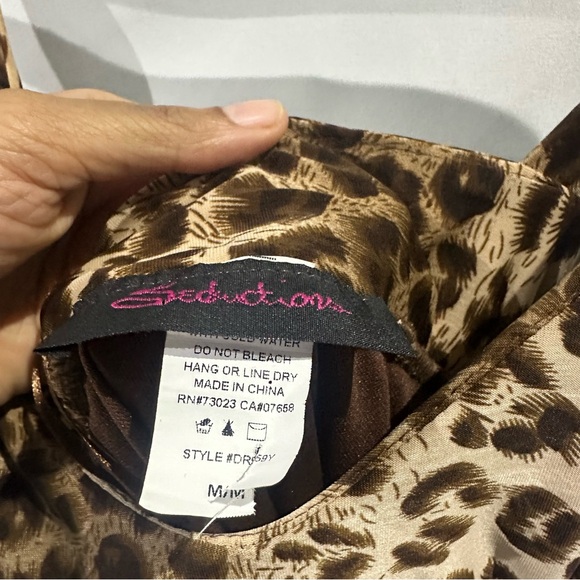 Seduction
COLD WATER
DO NOT BLEACH
HANG OR LINE DRY
MADE IN CHINA
RN#73023 CA#07658
STYLE #DR
M/M